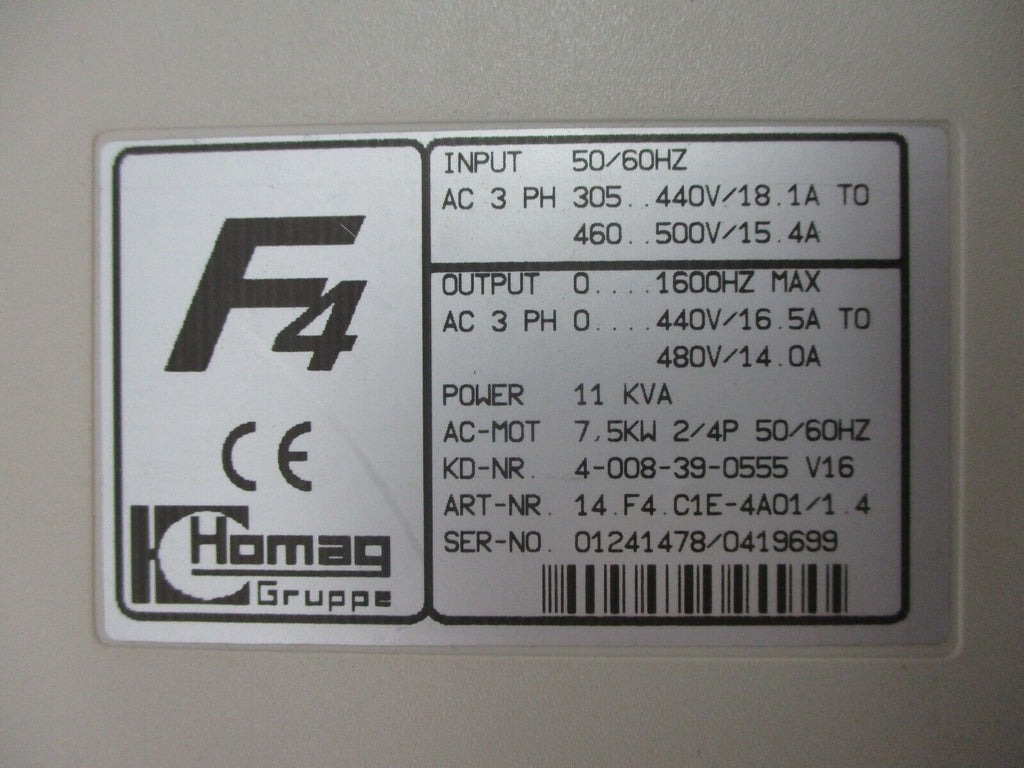 F4
CE
Homag
Gruppe
INPUT 50/60HZ
AC 3 PH 305..440V/18.1A TO
460..500V/15.4A
OUTPUT 0....1600HZ MAX
AC 3 PH 0....440V/16.5A TO
480V/14.0A
POWER 11 KVA
AC-MOT 7,5KW 2/4P 50/60HZ
KD-NR. 4-008-39-0555 V16
ART-NR. 14.F4.C1E-4A01/1.4
SER-NO. 01241478/0419699